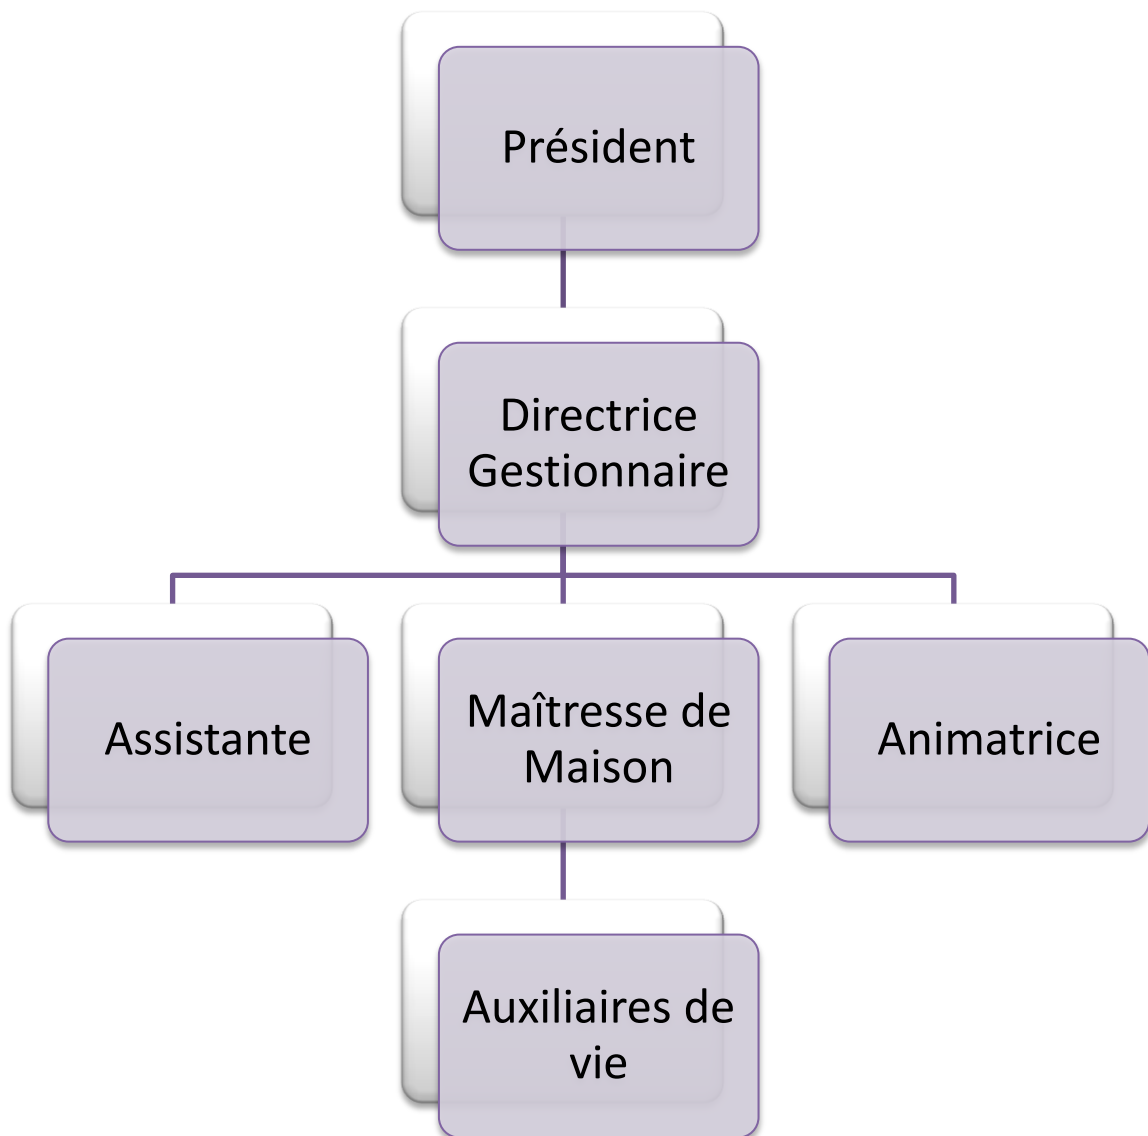 Président
Directrice
Gestionnaire
Assistante
Maîtresse de
Maison
Animatrice
Auxiliaires de
vie